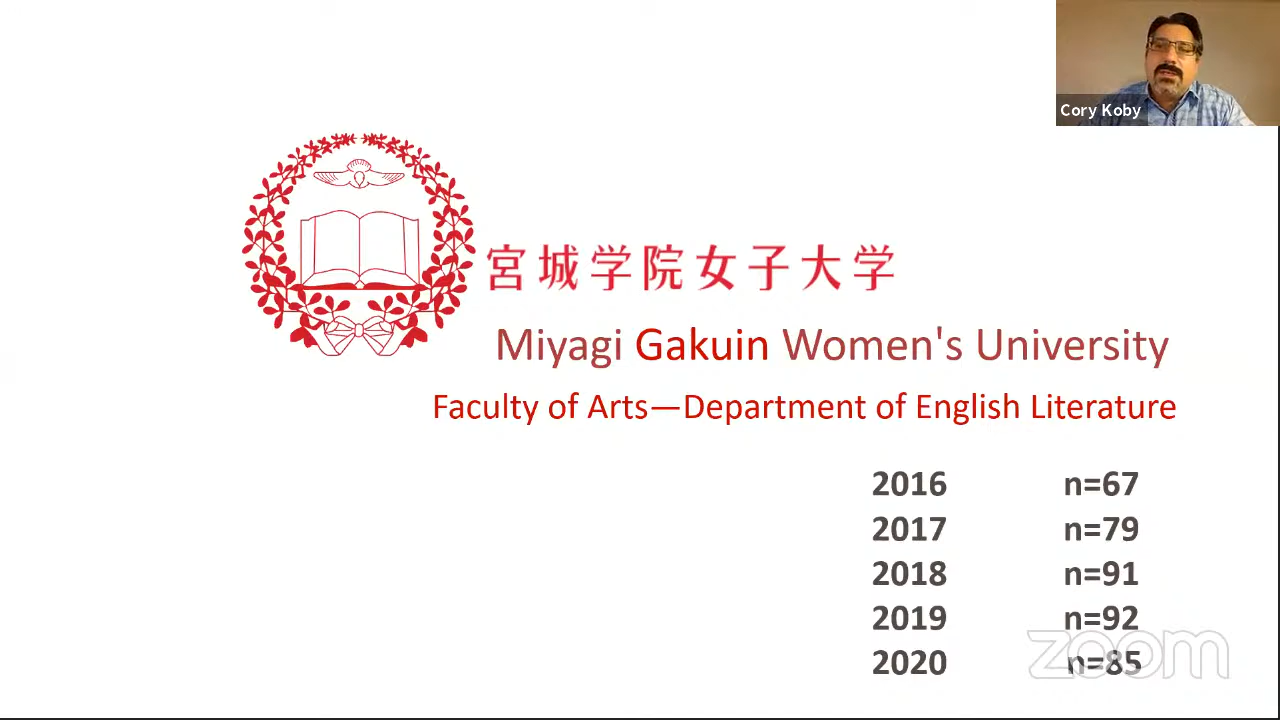 Cory Koby
宮城学院女子大学
Miyagi Gakuin Women's University
Faculty of Arts—Department of English Literature
2016 n=67
2017 n=79
2018 n=91
2019 n=92
2020 n=85
zoom